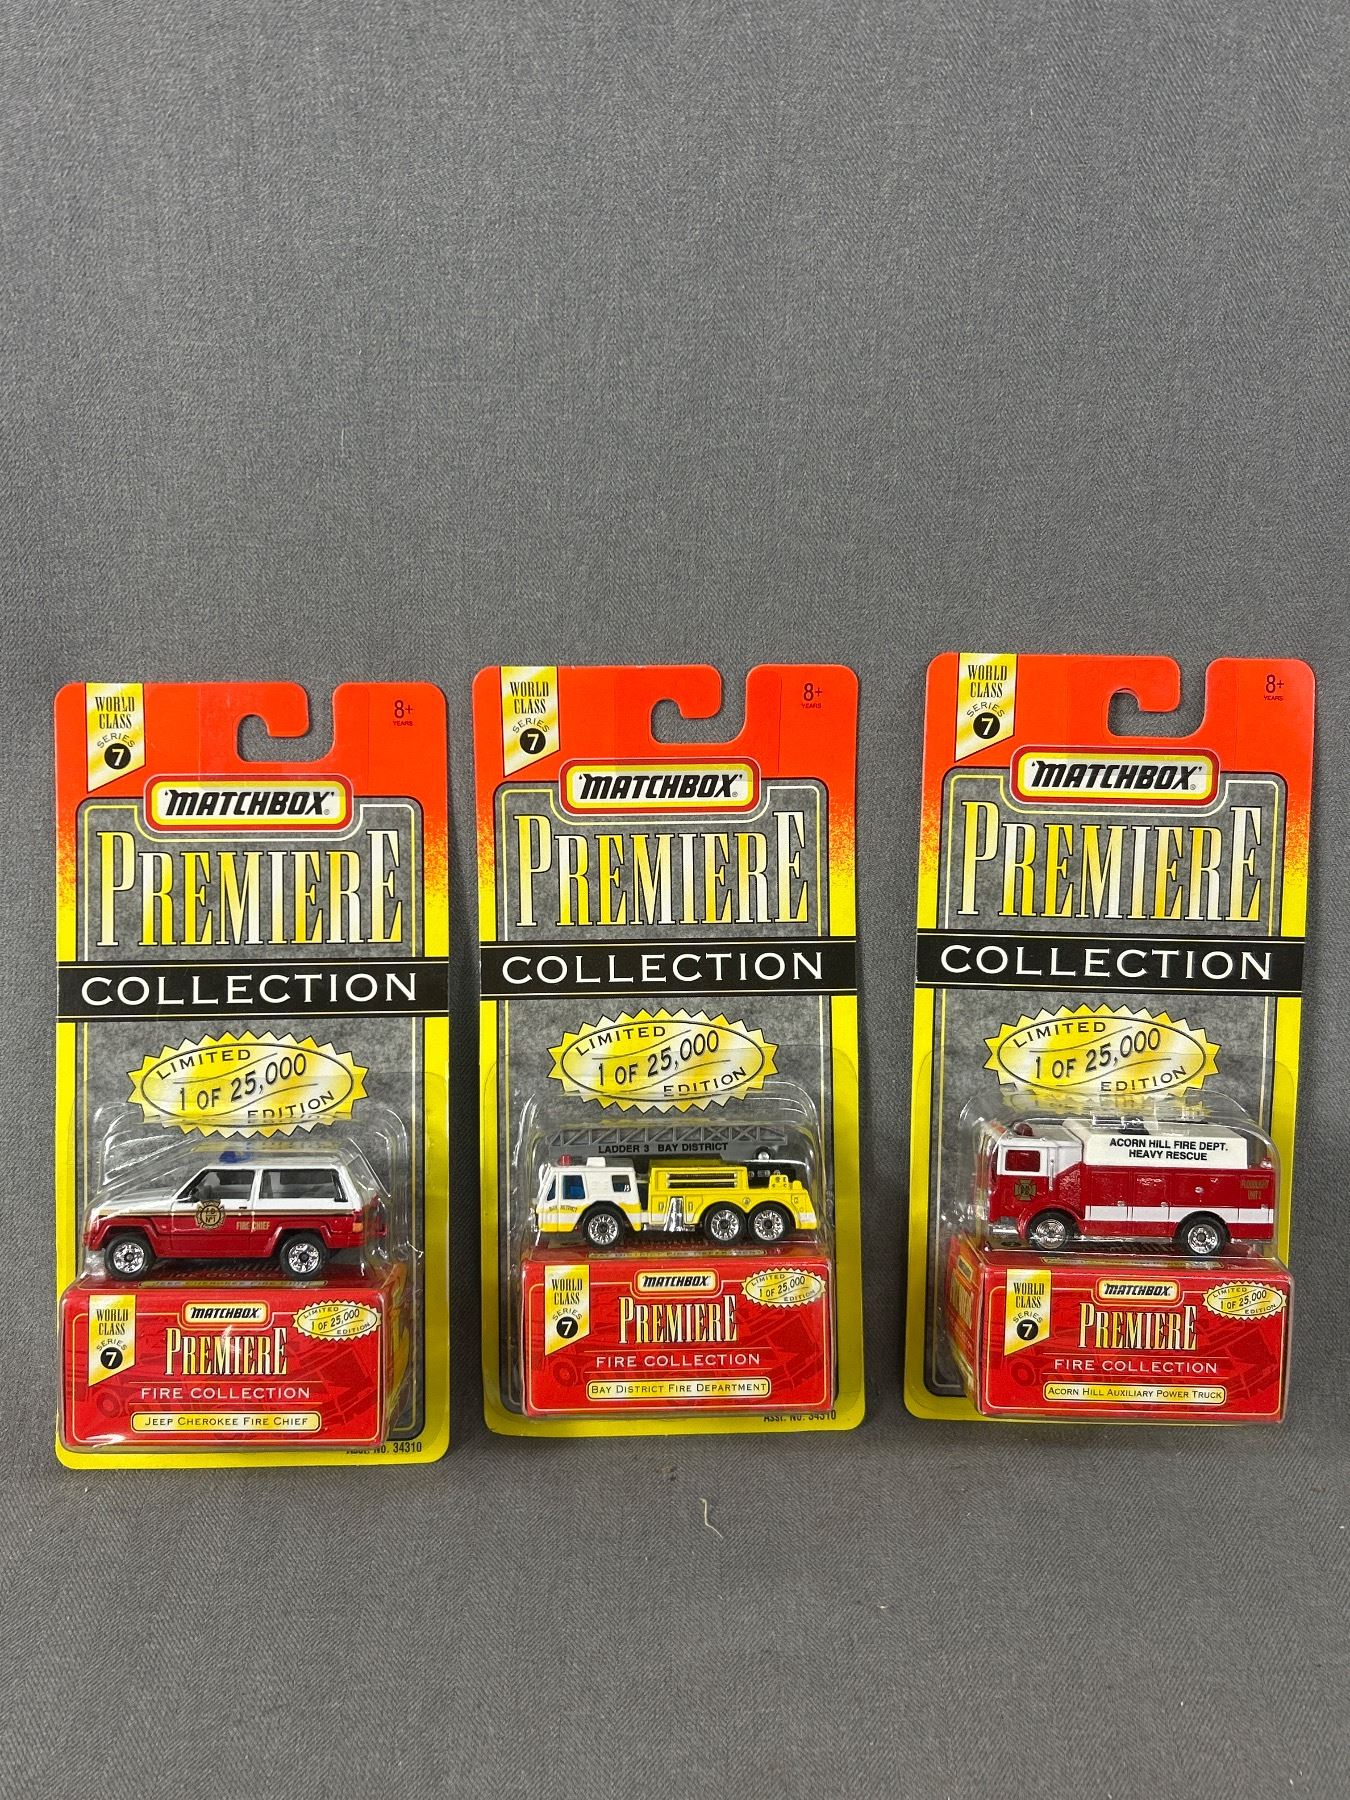 WORLD
CLASS
SERIES
7
8+
YEARS
'MATCHBOX'®
PREMIERE
COLLECTION
LIMITED
1 OF 25,000
EDITION
FIRE CHIEF
WORLD
CLASS
SERIES
7
MATCHBOX
PREMIERE
LIMITED
1 OF 25,000
EDITION
FIRE COLLECTION
JEEP CHEROKEE FIRE CHIEF
Asst. No. 34310
WORLD
CLASS
SERIES
7
8+
YEARS
'MATCHBOX'®
PREMIERE
COLLECTION
LIMITED
1 OF 25,000
EDITION
LADDER 3 BAY DISTRICT
WORLD
CLASS
SERIES
7
MATCHBOX
PREMIERE
LIMITED
1 OF 25,000
EDITION
FIRE COLLECTION
BAY DISTRICT FIRE DEPARTMENT
Asst. No. 34310
WORLD
CLASS
SERIES
7
8+
YEARS
'MATCHBOX'®
PREMIERE
COLLECTION
LIMITED
1 OF 25,000
EDITION
ACORN HILL FIRE DEPT.
HEAVY RESCUE
FLOODLIGHT
UNIT 2
WORLD
CLASS
SERIES
7
MATCHBOX
PREMIERE
LIMITED
1 OF 25,000
EDITION
FIRE COLLECTION
ACORN HILL AUXILIARY POWER TRUCK